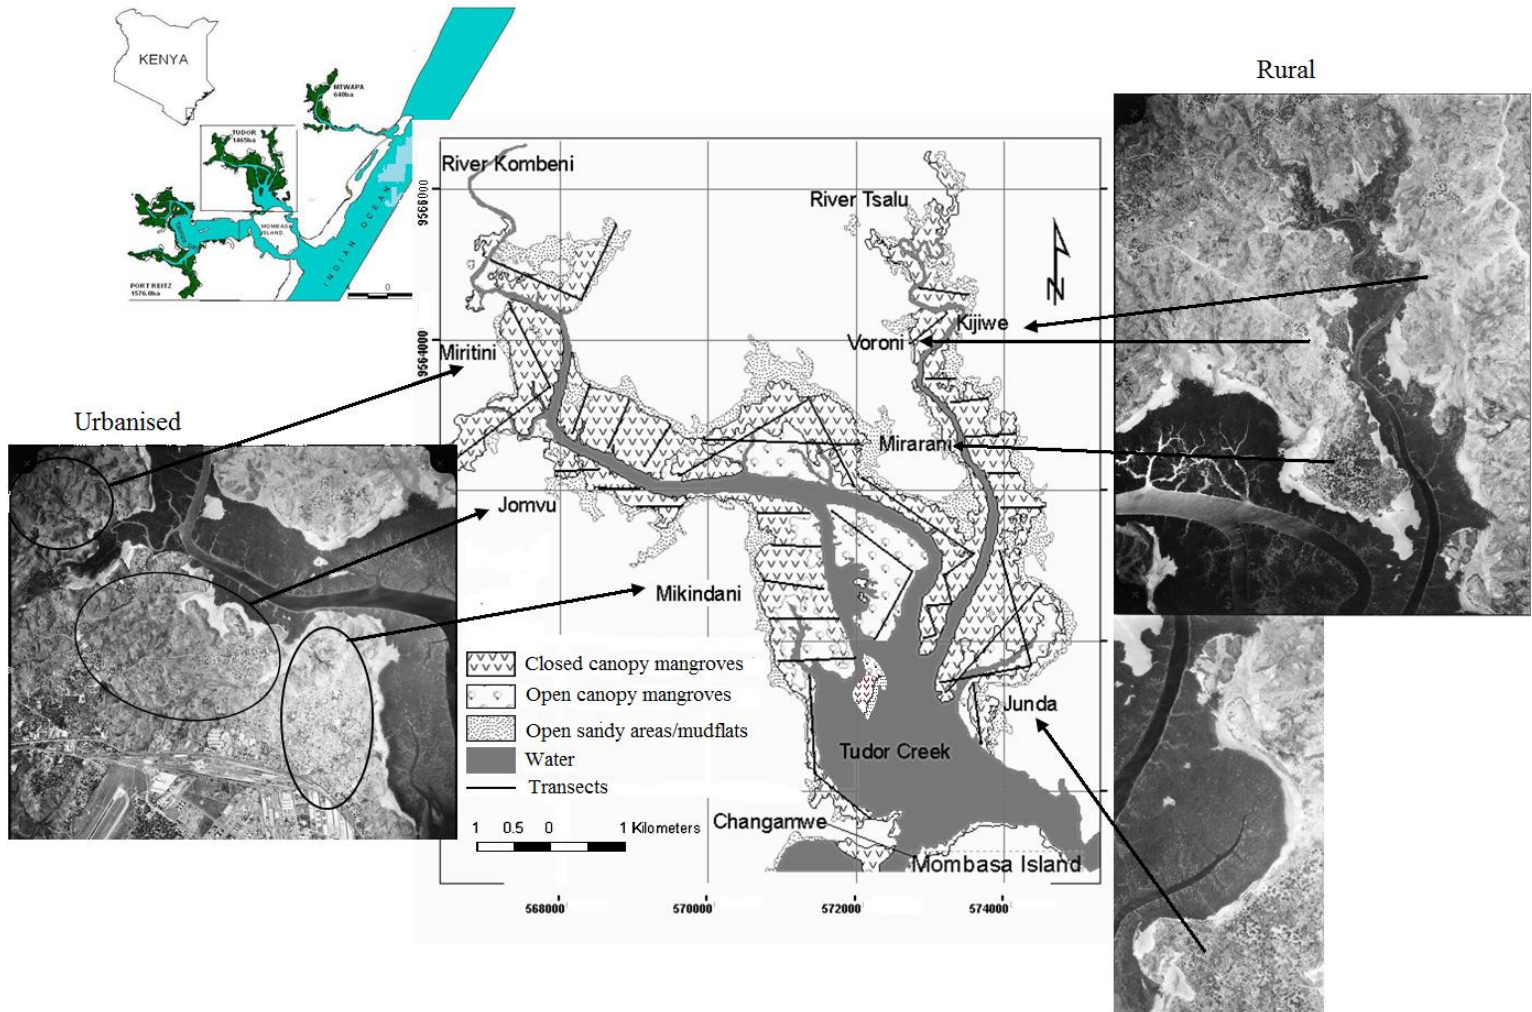 KENYA
MTWAPA
640ha
TUDOR
1465ha
MOMBASA
ISLAND
INDIAN OCEAN
PORT REITZ
1576.0ha
0
Rural
River Kombeni
River Tsalu
9566000
N
Kijiwe
Voroni
9564000
Miritini
Urbanised
Mirarani
Jomvu
Mikindani
Closed canopy mangroves
Open canopy mangroves
Open sandy areas/mudflats
Water
Transects
Junda
Tudor Creek
1 0.5 0 1 Kilometers
Changamwe
Mombasa Island
568000 570000 572000 574000